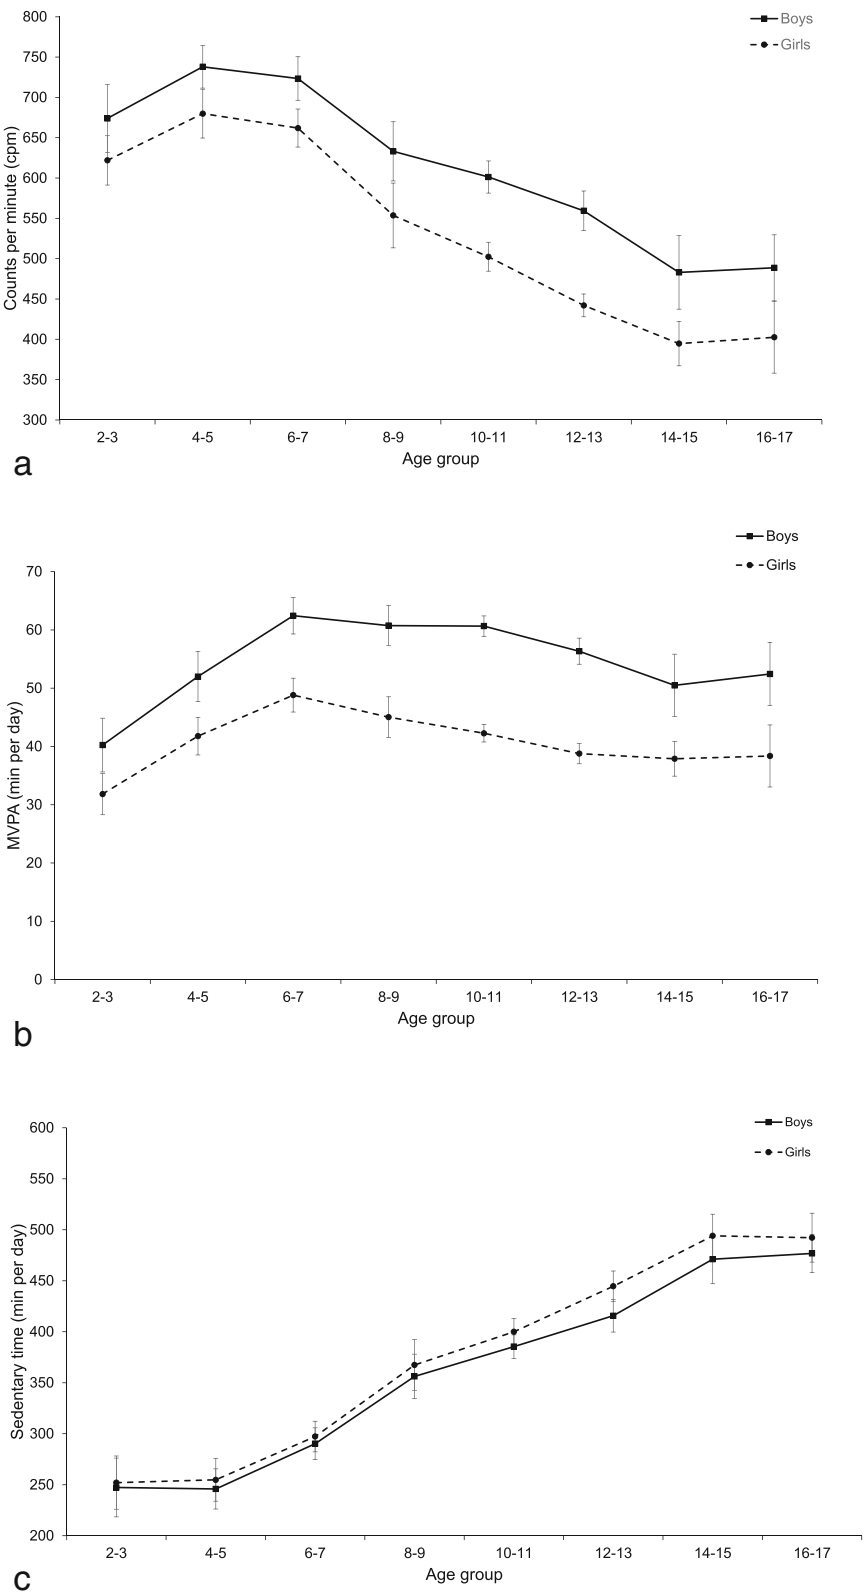 800
750
700
650
600
550
500
450
400
350
300
Counts per minute (cpm)
Boys
Girls
2-3 4-5 6-7 8-9 10-11 12-13 14-15 16-17
Age group
a
Boys
Girls
70
60
50
40
30
20
10
0
MVPA (min per day)
2-3 4-5 6-7 8-9 10-11 12-13 14-15 16-17
Age group
b
Boys
Girls
600
550
500
450
400
350
300
250
200
Sedentary time (min per day)
2-3 4-5 6-7 8-9 10-11 12-13 14-15 16-17
Age group
c